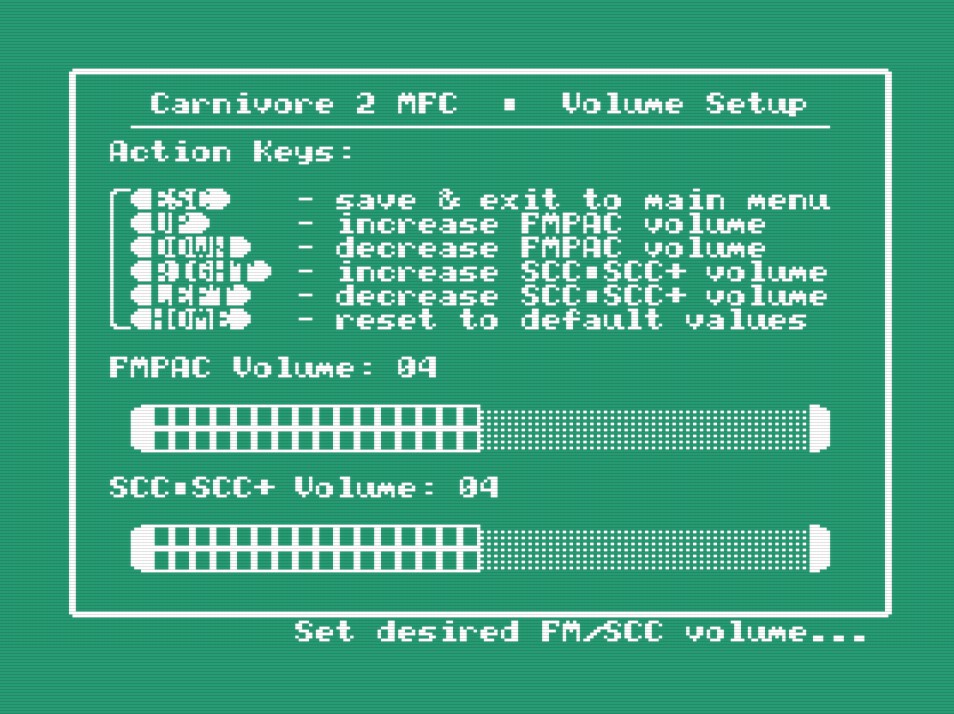 Carnivore 2 MFC ▪ Volume Setup
Action Keys:
ESC - save & exit to main menu
UP - increase FMPAC volume
DOWN - decrease FMPAC volume
RIGHT - increase SCC▪SCC+ volume
LEFT - decrease SCC▪SCC+ volume
HOME - reset to default values
FMPAC Volume: 04
SCC▪SCC+ Volume: 04
Set desired FM/SCC volume...